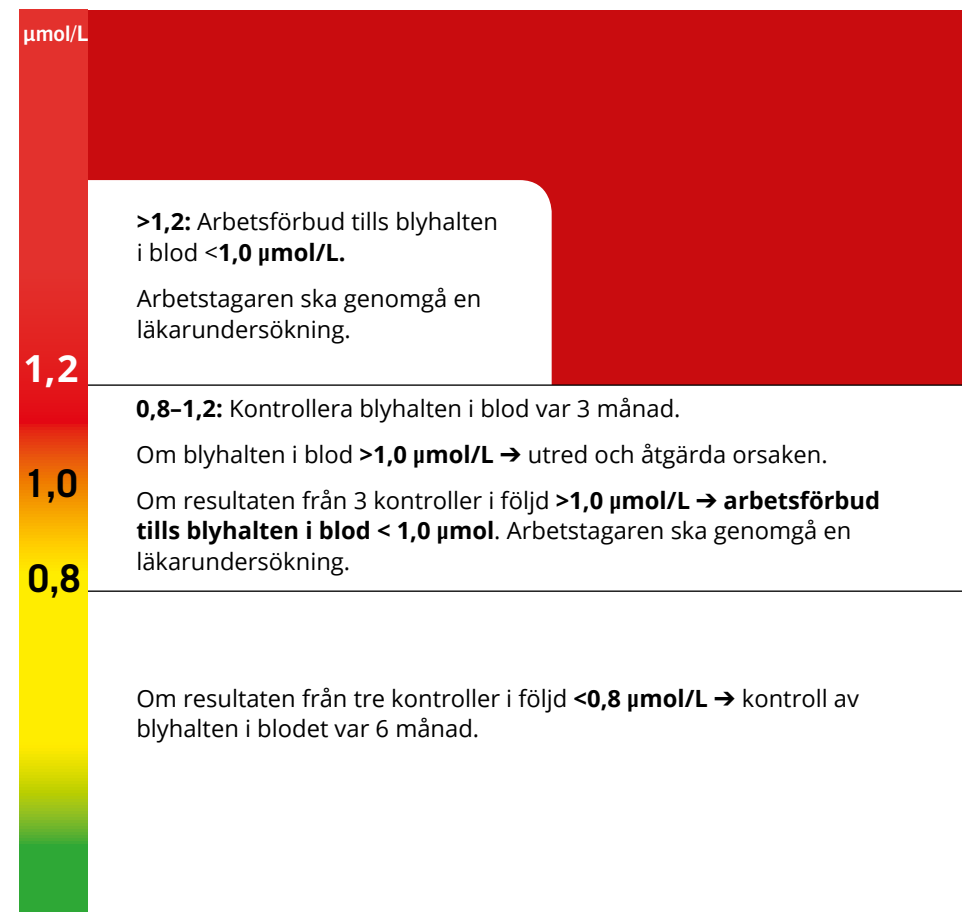 µmol/L
>1,2: Arbetsförbud tills blyhalten
i blod <1,0 µmol/L.
Arbetstagaren ska genomgå en
läkarundersökning.
1,2
0,8–1,2: Kontrollera blyhalten i blod var 3 månad.
Om blyhalten i blod >1,0 µmol/L ➔ utred och åtgärda orsaken.
1,0
Om resultaten från 3 kontroller i följd >1,0 µmol/L ➔ arbetsförbud
tills blyhalten i blod < 1,0 µmol. Arbetstagaren ska genomgå en
läkarundersökning.
0,8
Om resultaten från tre kontroller i följd <0,8 µmol/L ➔ kontroll av
blyhalten i blodet var 6 månad.